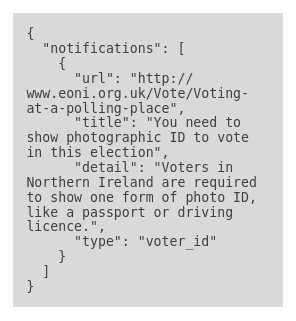 {
  "notifications": [
    {
      "url": "http://
www.eoni.org.uk/Vote/Voting-
at-a-polling-place",
      "title": "You need to
show photographic ID to vote
in this election",
      "detail": "Voters in
Northern Ireland are required
to show one form of photo ID,
like a passport or driving
licence.",
      "type": "voter_id"
    }
  ]
}